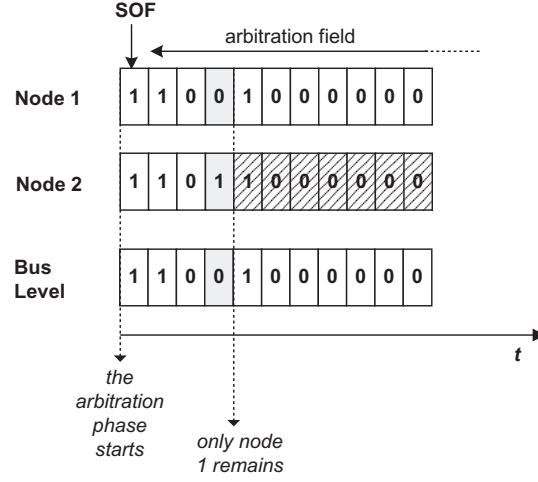 SOF
arbitration field
Node 1
1 1 0 0 1 0 0 0 0 0 0
Node 2
1 1 0 1 1 0 0 0 0 0 0
Bus
Level
1 1 0 0 1 0 0 0 0 0 0
t
the
arbitration
phase
starts
only node
1 remains